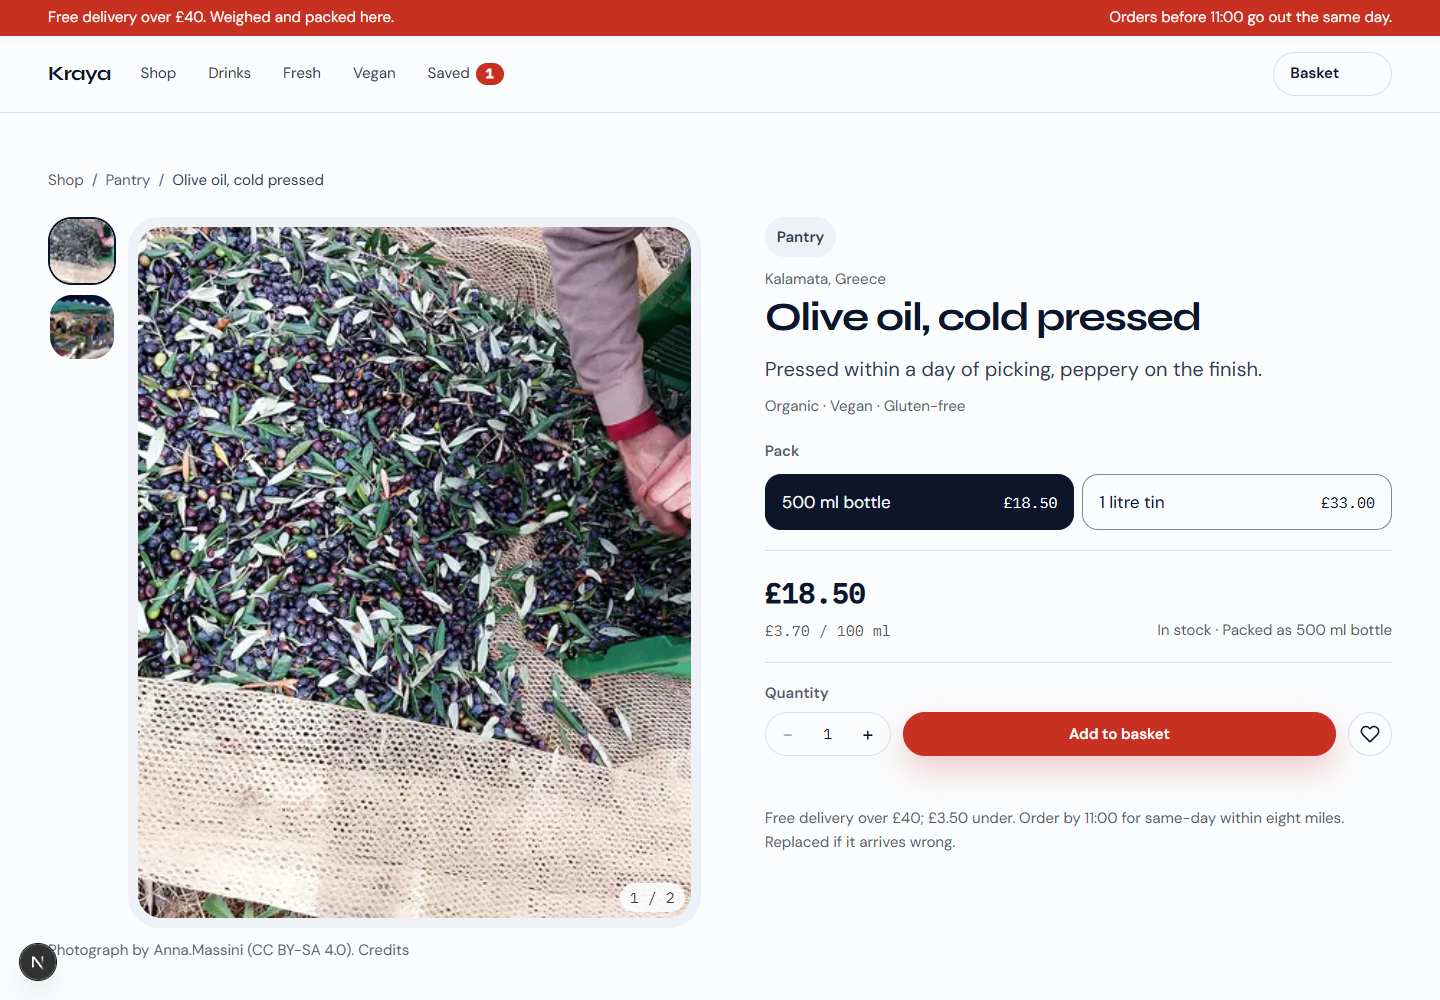 Free delivery over £40. Weighed and packed here.
Orders before 11:00 go out the same day.
Kraya
Shop
Drinks
Fresh
Vegan
Saved 1
Basket
Shop / Pantry / Olive oil, cold pressed
Pantry
Kalamata, Greece
Olive oil, cold pressed
Pressed within a day of picking, peppery on the finish.
Organic · Vegan · Gluten-free
Pack
500 ml bottle £18.50
1 litre tin £33.00
£18.50
£3.70 / 100 ml
In stock · Packed as 500 ml bottle
Quantity
− 1 +
Add to basket
Free delivery over £40; £3.50 under. Order by 11:00 for same-day within eight miles.
Replaced if it arrives wrong.
1 / 2
Photograph by Anna.Massini (CC BY-SA 4.0). Credits
N